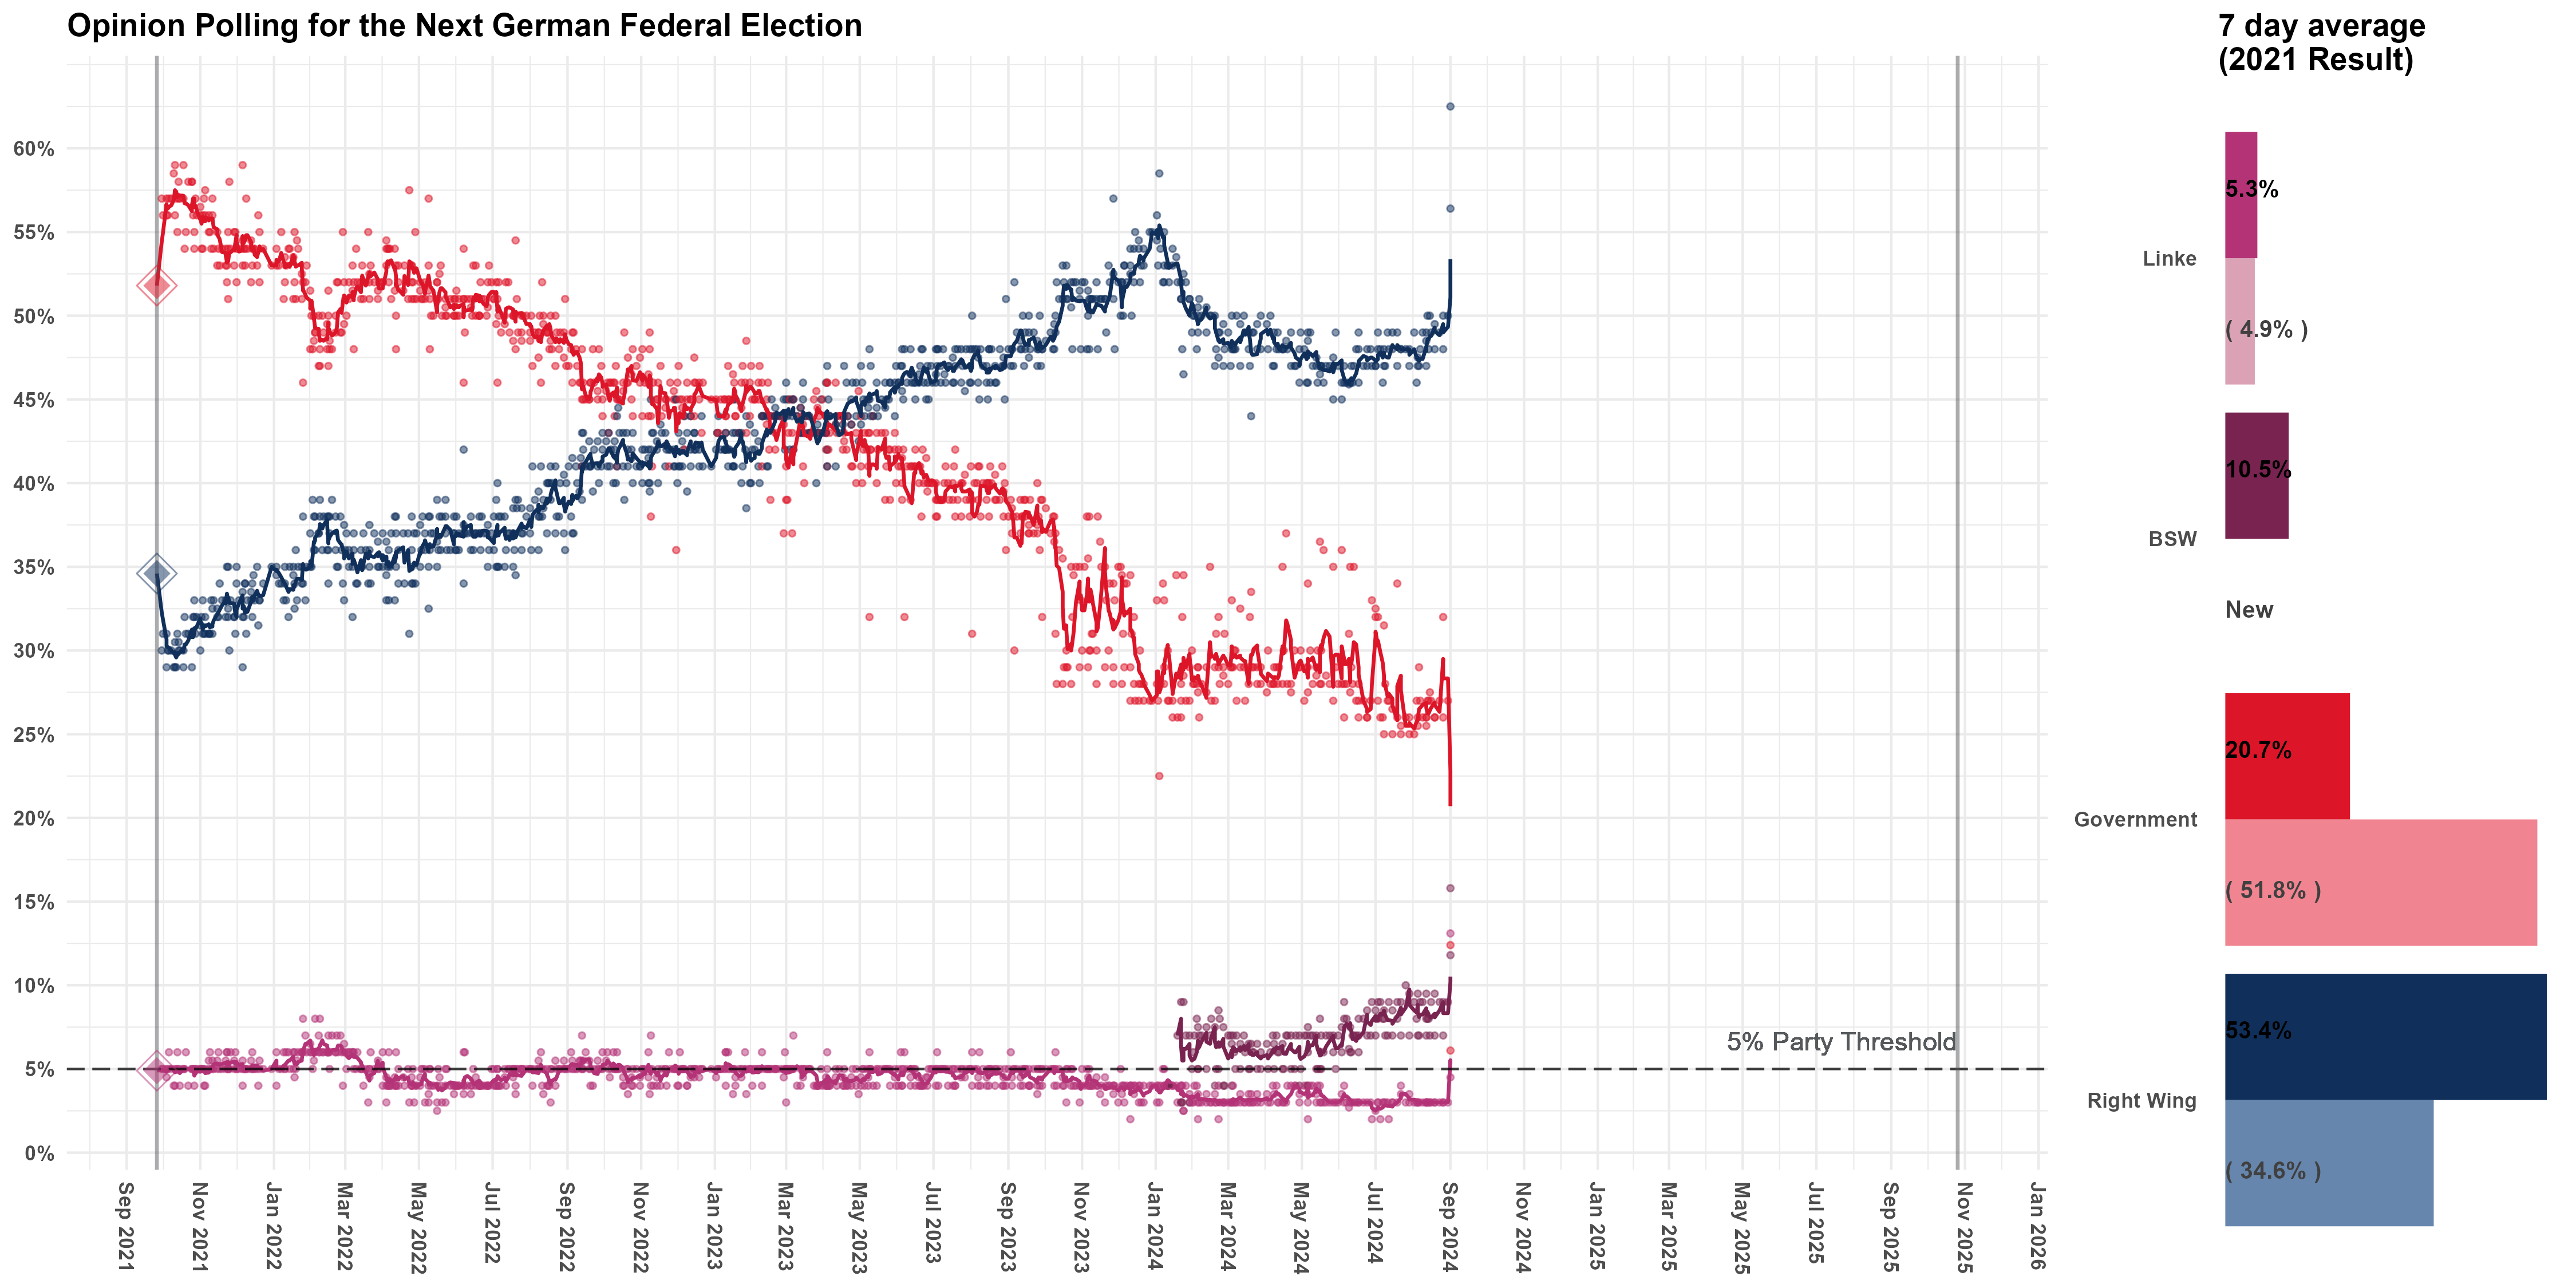 Opinion Polling for the Next German Federal Election
7 day average
(2021 Result)
60%
55%
50%
45%
40%
35%
30%
25%
20%
15%
10%
5%
0%
5% Party Threshold
Sep 2021
Nov 2021
Jan 2022
Mar 2022
May 2022
Jul 2022
Sep 2022
Nov 2022
Jan 2023
Mar 2023
May 2023
Jul 2023
Sep 2023
Nov 2023
Jan 2024
Mar 2024
May 2024
Jul 2024
Sep 2024
Nov 2024
Jan 2025
Mar 2025
May 2025
Jul 2025
Sep 2025
Nov 2025
Jan 2026
Linke
5.3%
( 4.9% )
BSW
10.5%
New
Government
20.7%
( 51.8% )
Right Wing
53.4%
( 34.6% )